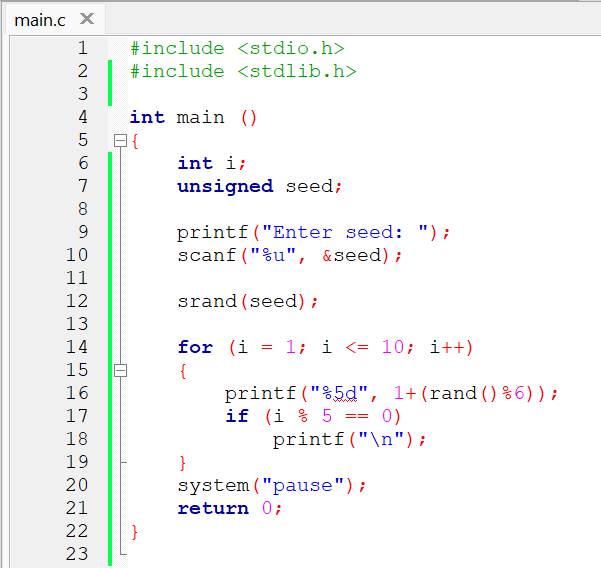 main.c ×
1 #include <stdio.h>
2 #include <stdlib.h>
3
4 int main ()
5 {
6     int i;
7     unsigned seed;
8
9     printf("Enter seed: ");
10     scanf("%u", &seed);
11
12     srand(seed);
13
14     for (i = 1; i <= 10; i++)
15     {
16         printf("%5d", 1+(rand()%6));
17         if (i % 5 == 0)
18             printf("\n");
19     }
20     system("pause");
21     return 0;
22 }
23